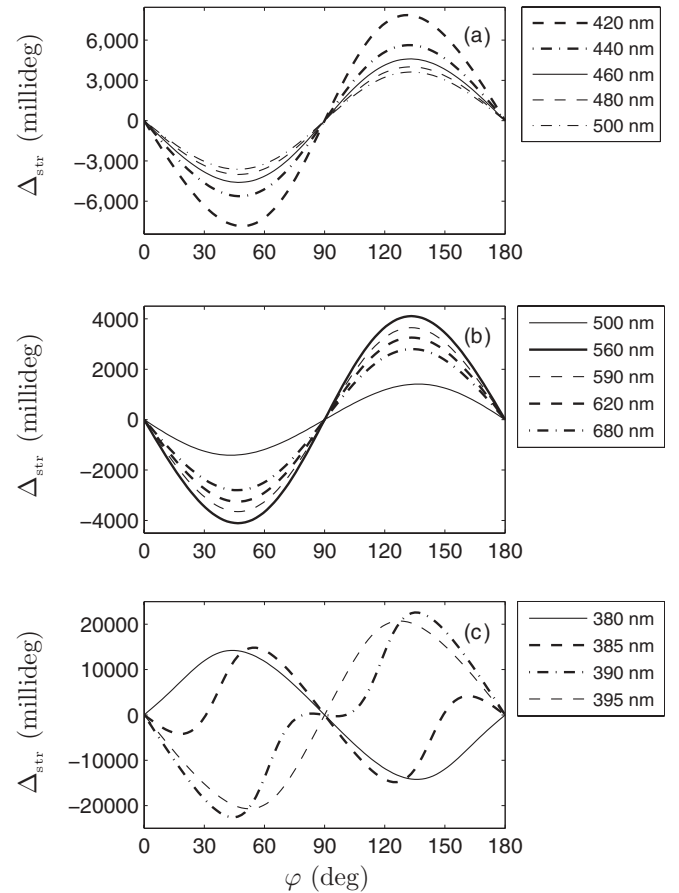 (a)
Δstr (millideg)
6,000
3,000
0
−3,000
−6,000
0 30 60 90 120 150 180
420 nm
440 nm
460 nm
480 nm
500 nm
(b)
Δstr (millideg)
4000
2000
0
−2000
−4000
0 30 60 90 120 150 180
500 nm
560 nm
590 nm
620 nm
680 nm
(c)
Δstr (millideg)
20000
10000
0
−10000
−20000
0 30 60 90 120 150 180
φ (deg)
380 nm
385 nm
390 nm
395 nm